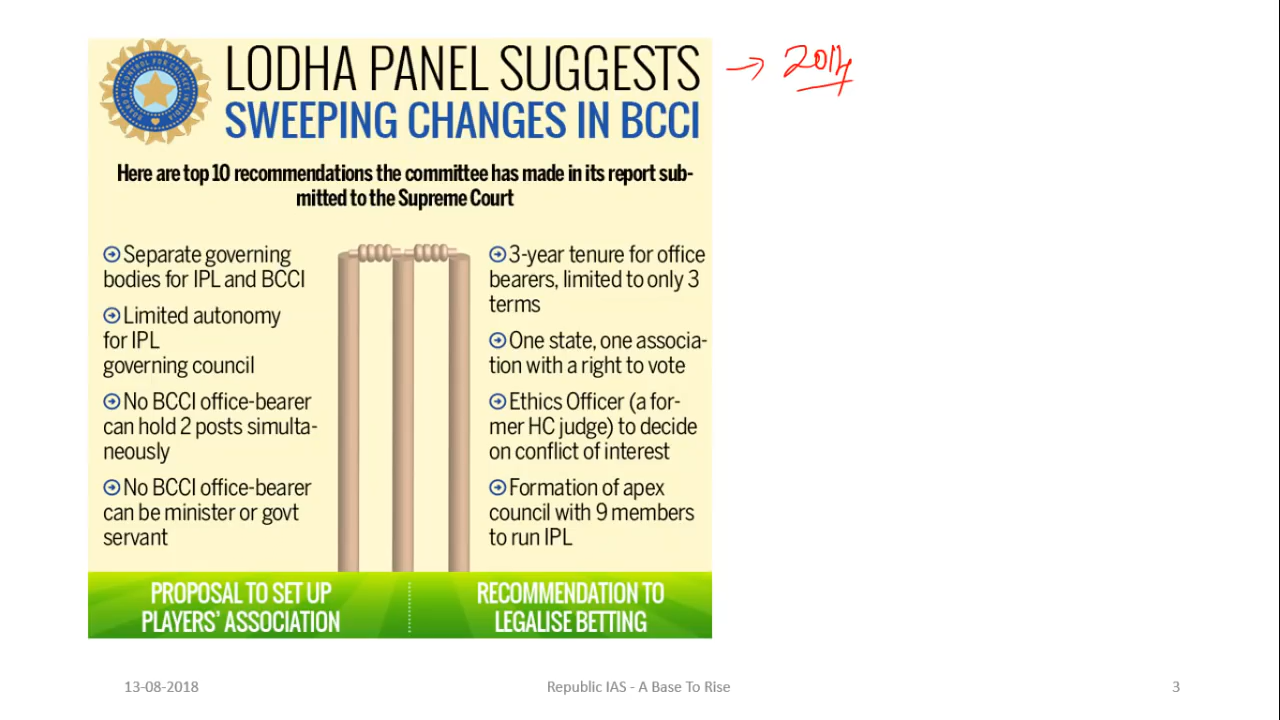 LODHA PANEL SUGGESTS
→ 2014
SWEEPING CHANGES IN BCCI
Here are top 10 recommendations the committee has made in its report sub-
mitted to the Supreme Court
Separate governing
bodies for IPL and BCCI
Limited autonomy
for IPL
governing council
No BCCI office-bearer
can hold 2 posts simulta-
neously
No BCCI office-bearer
can be minister or govt
servant
3-year tenure for office
bearers, limited to only 3
terms
One state, one associa-
tion with a right to vote
Ethics Officer (a for-
mer HC judge) to decide
on conflict of interest
Formation of apex
council with 9 members
to run IPL
PROPOSAL TO SET UP
PLAYERS' ASSOCIATION
RECOMMENDATION TO
LEGALISE BETTING
13-08-2018
Republic IAS - A Base To Rise
3